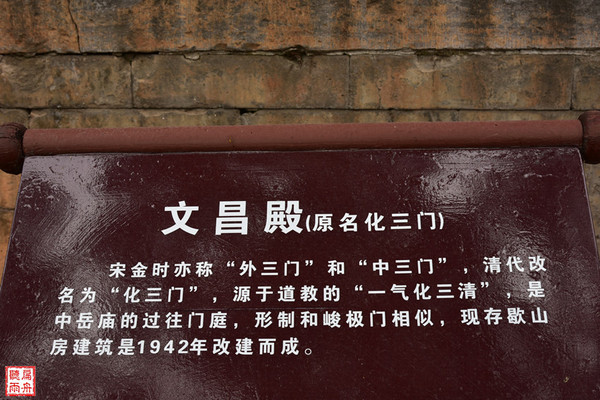 文昌殿(原名化三门)
宋金时亦称“外三门”和“中三门”，清代改
名为“化三门”，源于道教的“一气化三清”，是
中岳庙的过往门庭，形制和峻极门相似，现存歇山
房建筑是1942年改建而成。